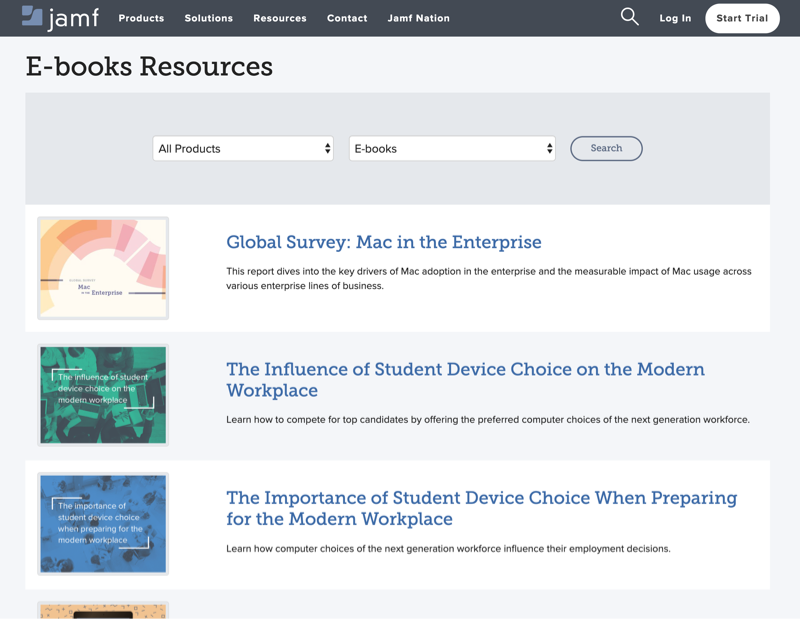 jamf
Products Solutions Resources Contact Jamf Nation Log In Start Trial
E-books Resources
All Products E-books Search
GLOBAL SURVEY
Mac
IN THE Enterprise
Global Survey: Mac in the Enterprise
This report dives into the key drivers of Mac adoption in the enterprise and the measurable impact of Mac usage across
various enterprise lines of business.
The influence of student
device choice on the
modern workplace
The Influence of Student Device Choice on the Modern
Workplace
Learn how to compete for top candidates by offering the preferred computer choices of the next generation workforce.
The importance of
student device choice
when preparing for the
modern workplace
The Importance of Student Device Choice When Preparing
for the Modern Workplace
Learn how computer choices of the next generation workforce influence their employment decisions.